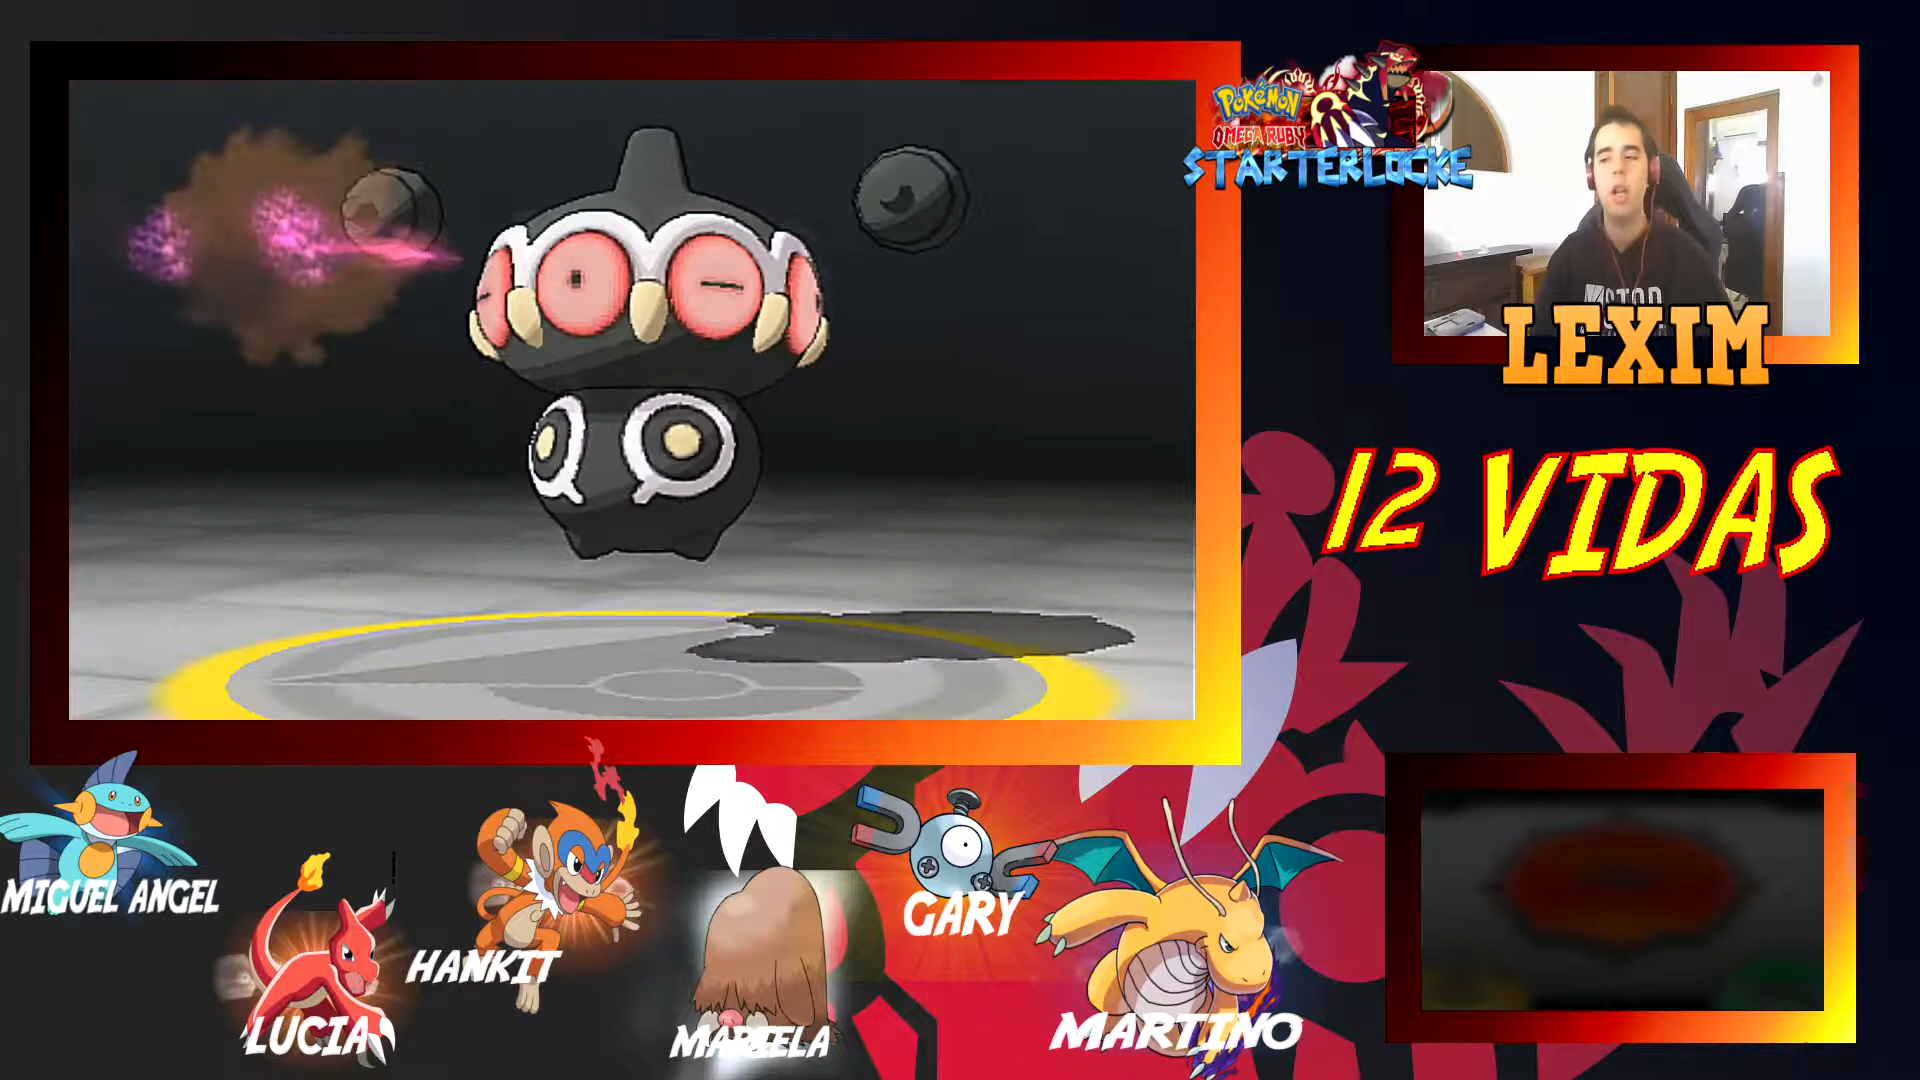 POKéMON
OMEGA RUBY
STARTERLOCKE
LEXIM
12 VIDAS
MIGUEL ANGEL
LUCIA
HANKIT
MARIELA
GARY
MARTINO